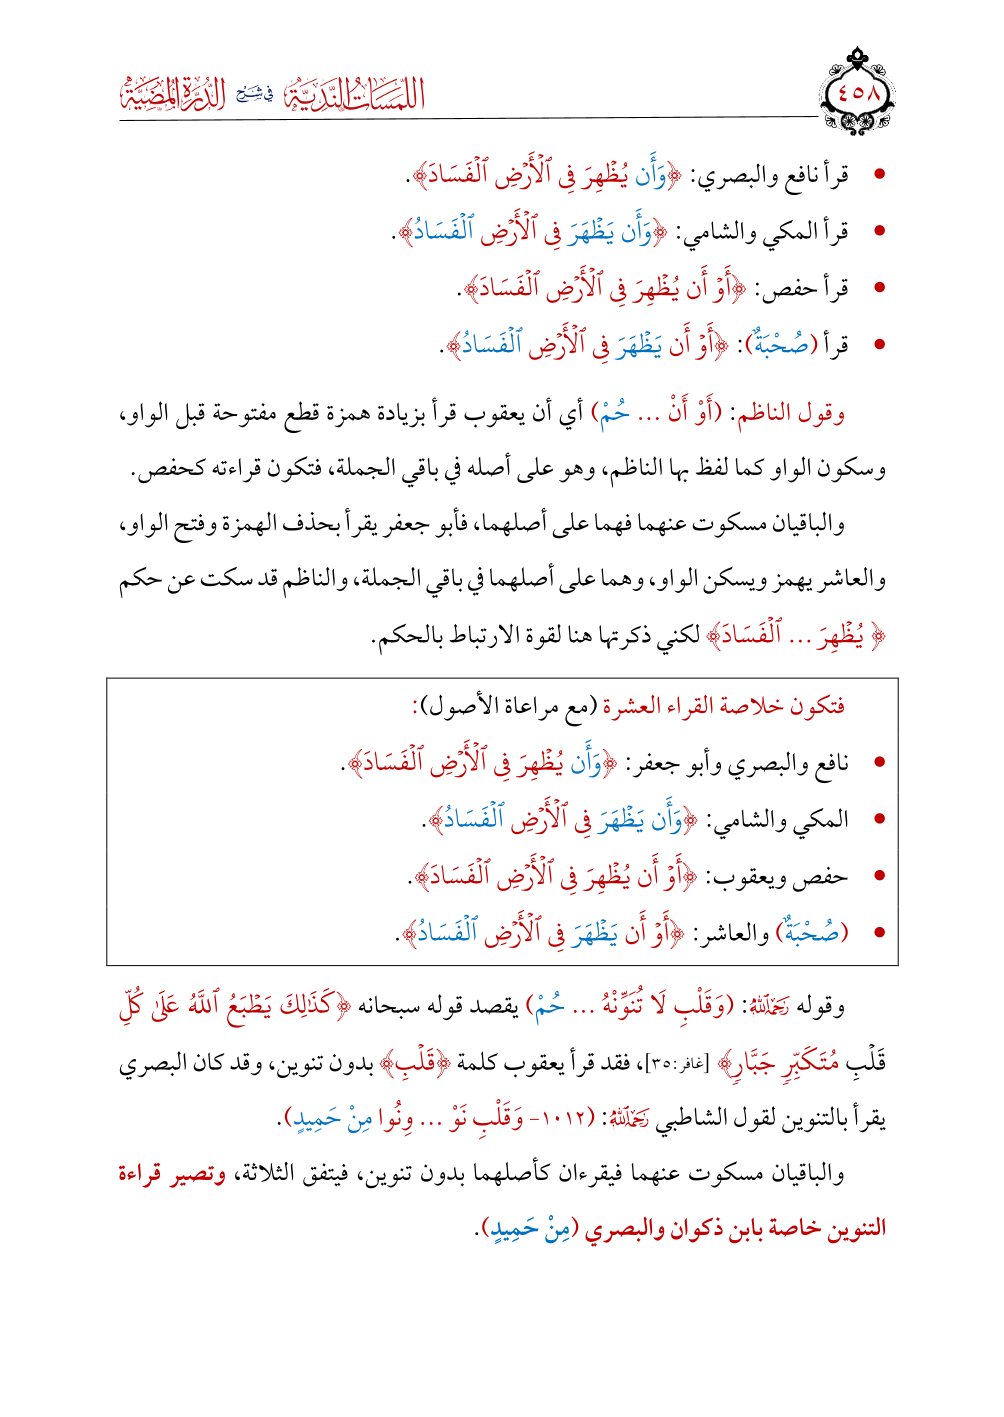 اللمسات الندية في شرح الدرة المضية
٤٥٨
• قرأ نافع والبصري: ﴿وَأَن يُظْهِرَ فِى ٱلْأَرْضِ ٱلْفَسَادَ﴾.
• قرأ المكي والشامي: ﴿وَأَن يَظْهَرَ فِى ٱلْأَرْضِ ٱلْفَسَادُ﴾.
• قرأ حفص: ﴿أَوْ أَن يُظْهِرَ فِى ٱلْأَرْضِ ٱلْفَسَادَ﴾.
• قرأ (صُحْبَةٌ): ﴿أَوْ أَن يَظْهَرَ فِى ٱلْأَرْضِ ٱلْفَسَادُ﴾.
وقول الناظم: (أَوْ أَنْ ... حُمْ) أي أن يعقوب قرأ بزيادة همزة قطع مفتوحة قبل الواو،
وسكون الواو كما لفظ بها الناظم، وهو على أصله في باقي الجملة، فتكون قراءته كحفص.
والباقيان مسكوت عنهما فهما على أصلهما، فأبو جعفر يقرأ بحذف الهمزة وفتح الواو،
والعاشر يهمز ويسكن الواو، وهما على أصلهما في باقي الجملة، والناظم قد سكت عن حكم
﴿ يُظْهِرَ ... ٱلْفَسَادَ﴾ لكني ذكرتها هنا لقوة الارتباط بالحكم.
فتكون خلاصة القراء العشرة (مع مراعاة الأصول):
• نافع والبصري وأبو جعفر: ﴿وَأَن يُظْهِرَ فِى ٱلْأَرْضِ ٱلْفَسَادَ﴾.
• المكي والشامي: ﴿وَأَن يَظْهَرَ فِى ٱلْأَرْضِ ٱلْفَسَادُ﴾.
• حفص ويعقوب: ﴿أَوْ أَن يُظْهِرَ فِى ٱلْأَرْضِ ٱلْفَسَادَ﴾.
• (صُحْبَةٌ) والعاشر: ﴿أَوْ أَن يَظْهَرَ فِى ٱلْأَرْضِ ٱلْفَسَادُ﴾.
وقوله رَحِمَهُ اللَّهُ: (وَقَلْبِ لَا تُنَوِّنْهُ ... حُمْ) يقصد قوله سبحانه ﴿كَذَٰلِكَ يَطْبَعُ ٱللَّهُ عَلَىٰ كُلِّ
قَلْبِ مُتَكَبِّرٍ جَبَّارٍ﴾ [غافر:٣٥]، فقد قرأ يعقوب كلمة ﴿قَلْبِ﴾ بدون تنوين، وقد كان البصري
يقرأ بالتنوين لقول الشاطبي رَحِمَهُ اللَّهُ: (١٠١٢- وَقَلْبِ نَوْ ... وِنُوا مِنْ حَمِيدٍ).
والباقيان مسكوت عنهما فيقرءان كأصلهما بدون تنوين، فيتفق الثلاثة، وتصير قراءة
التنوين خاصة بابن ذكوان والبصري (مِنْ حَمِيدٍ).